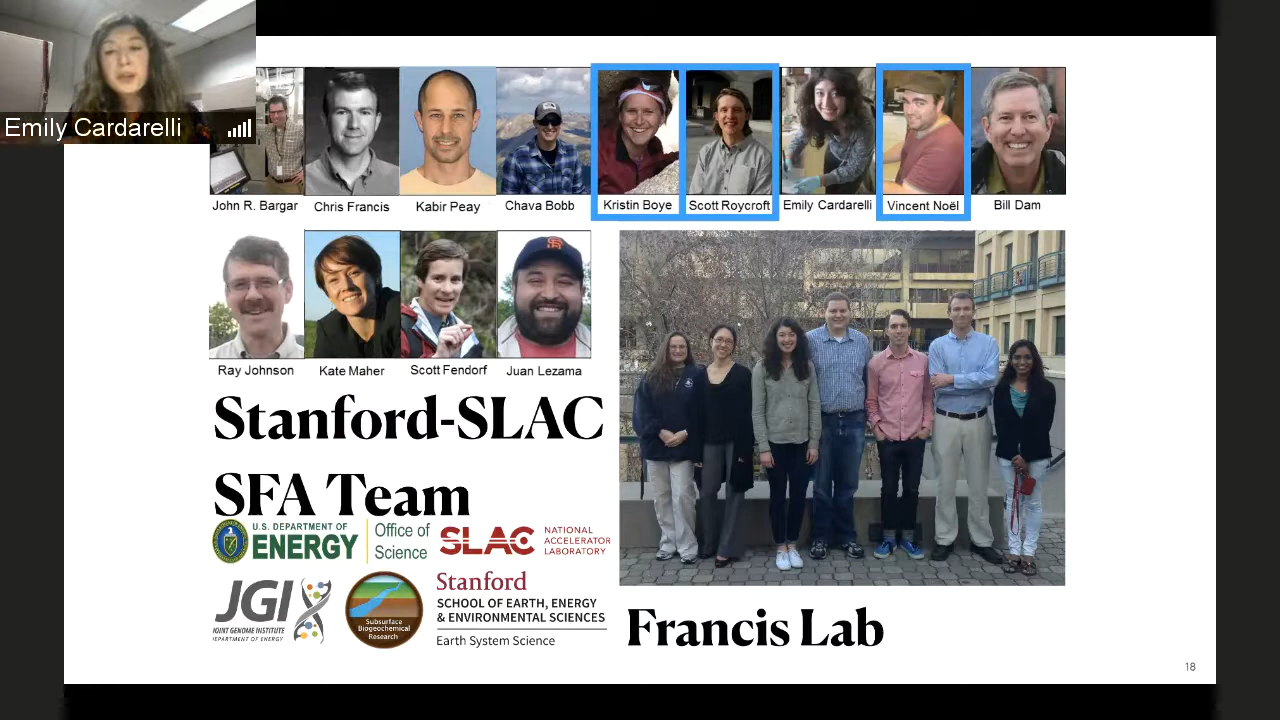 Emily Cardarelli
John R. Bargar
Chris Francis
Kabir Peay
Chava Bobb
Kristin Boye
Scott Roycroft
Emily Cardarelli
Vincent Noël
Bill Dam
Ray Johnson
Kate Maher
Scott Fendorf
Juan Lezama
Stanford-SLAC
SFA Team
U.S. DEPARTMENT OF
ENERGY
Office of
Science
SLAC
NATIONAL
ACCELERATOR
LABORATORY
JGI
JOINT GENOME INSTITUTE
DEPARTMENT OF ENERGY
Subsurface
Biogeochemical
Research
Stanford
SCHOOL OF EARTH, ENERGY
& ENVIRONMENTAL SCIENCES
Earth System Science
Francis Lab
18